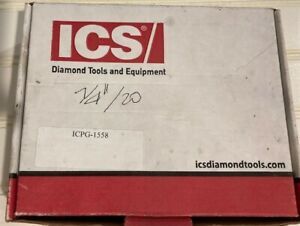 ICS
Diamond Tools and Equipment
1/4"/20
ICPG-1558
icsdiamondtools.com